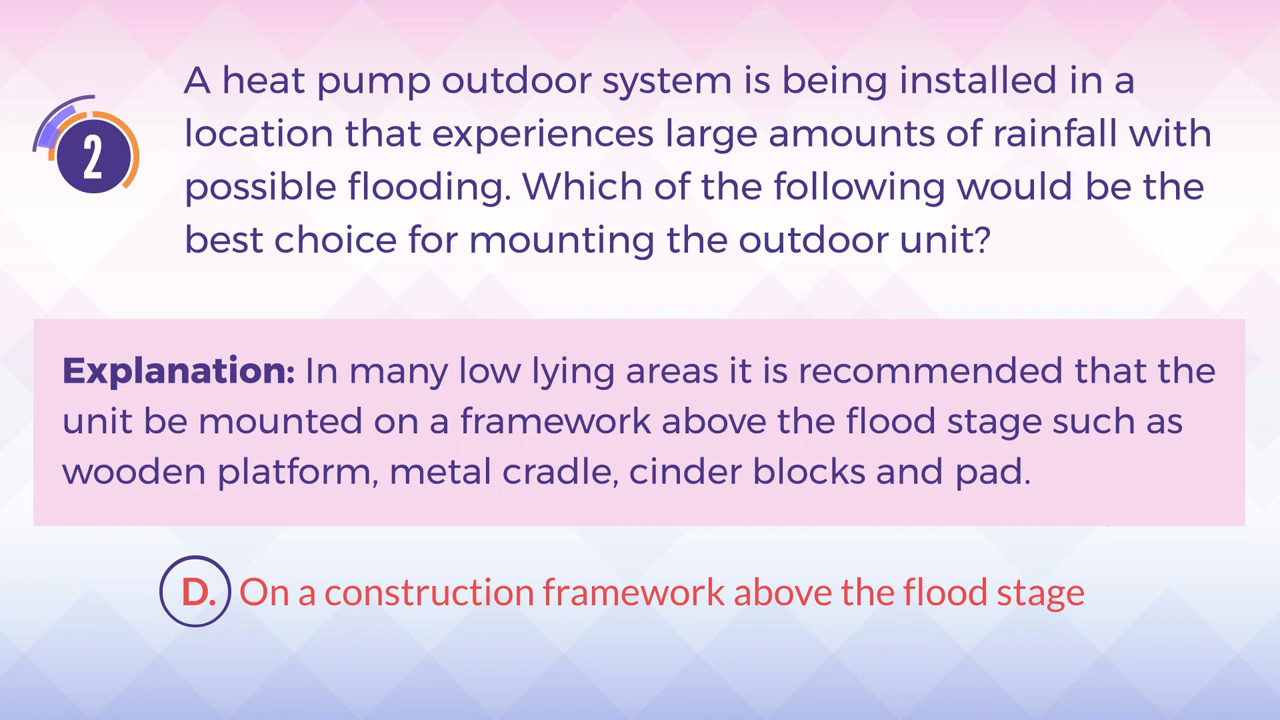 2
A heat pump outdoor system is being installed in a
location that experiences large amounts of rainfall with
possible flooding. Which of the following would be the
best choice for mounting the outdoor unit?
Explanation: In many low lying areas it is recommended that the
unit be mounted on a framework above the flood stage such as
wooden platform, metal cradle, cinder blocks and pad.
D. On a construction framework above the flood stage